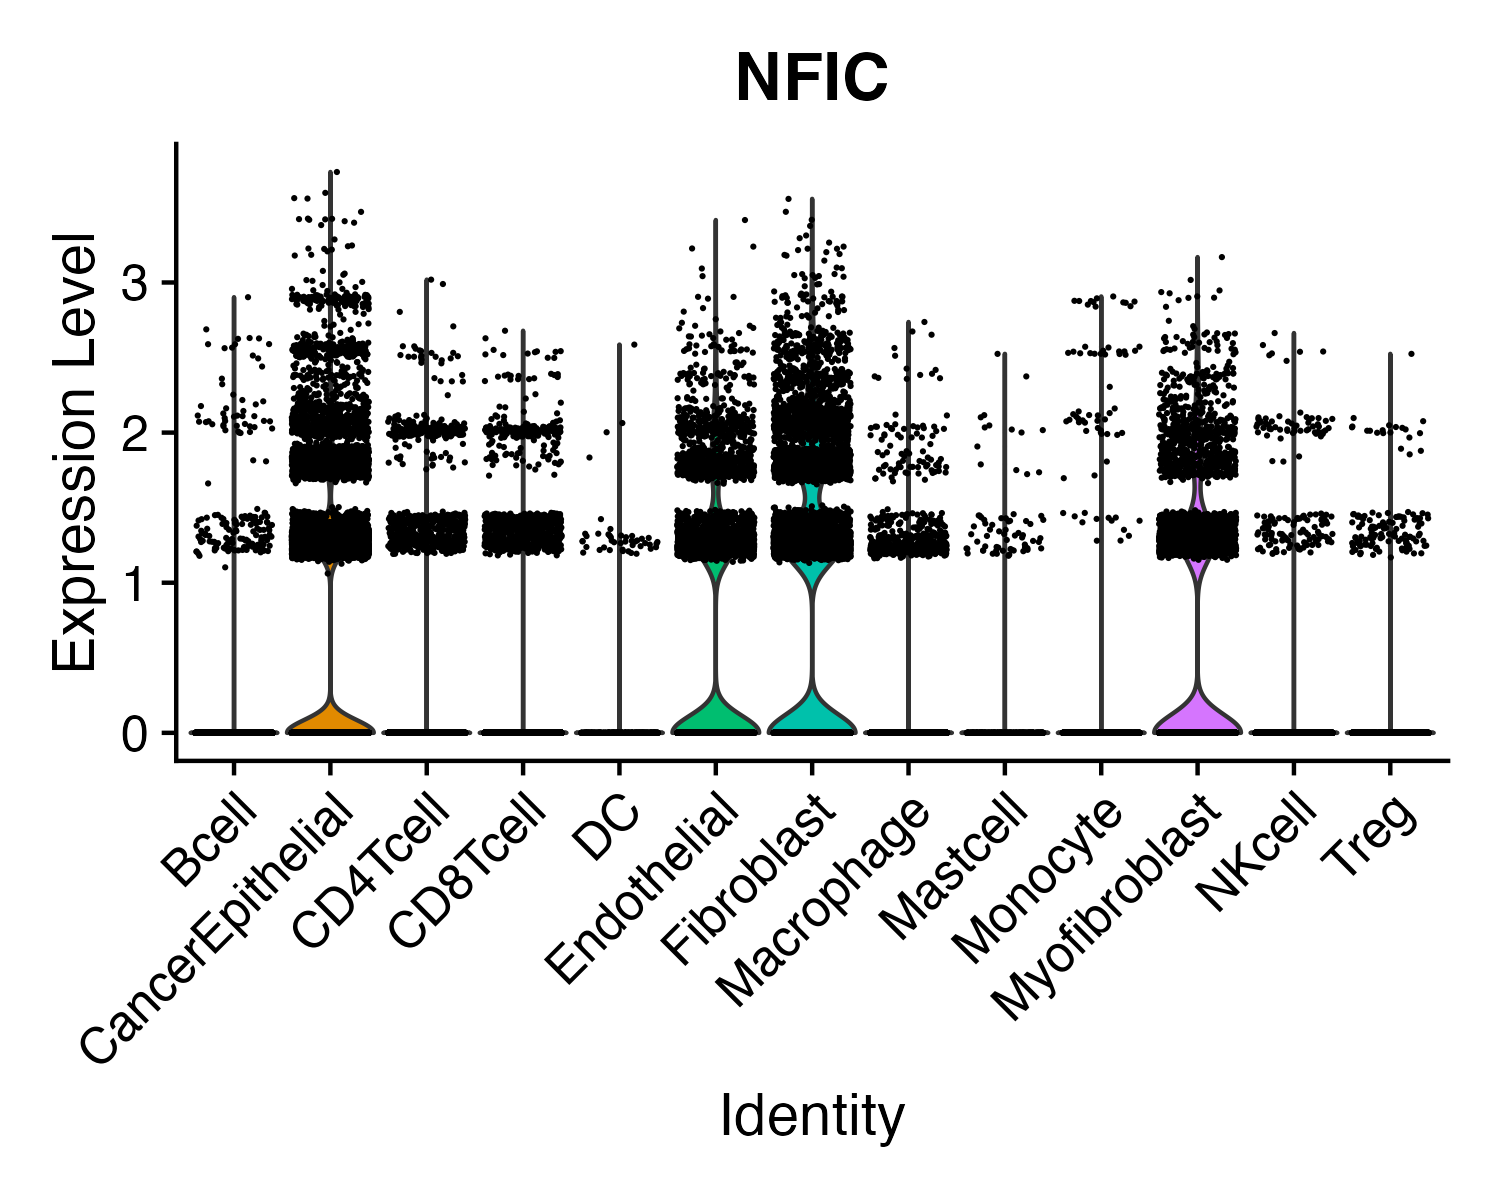 NFIC
Expression Level
3
2
1
0
Bcell
CancerEpithelial
CD4Tcell
CD8Tcell
DC
Endothelial
Fibroblast
Macrophage
Mastcell
Monocyte
Myofibroblast
NKcell
Treg
Identity